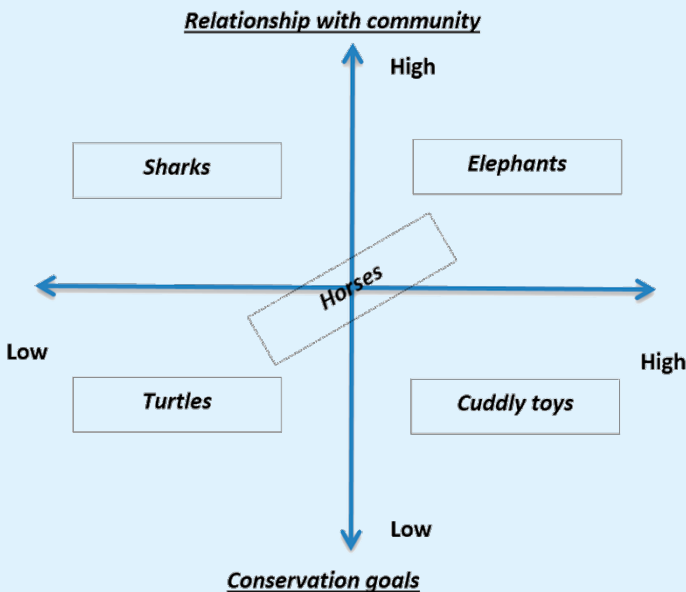 Relationship with community
High
Sharks
Elephants
Horses
Low
High
Turtles
Cuddly toys
Low
Conservation goals